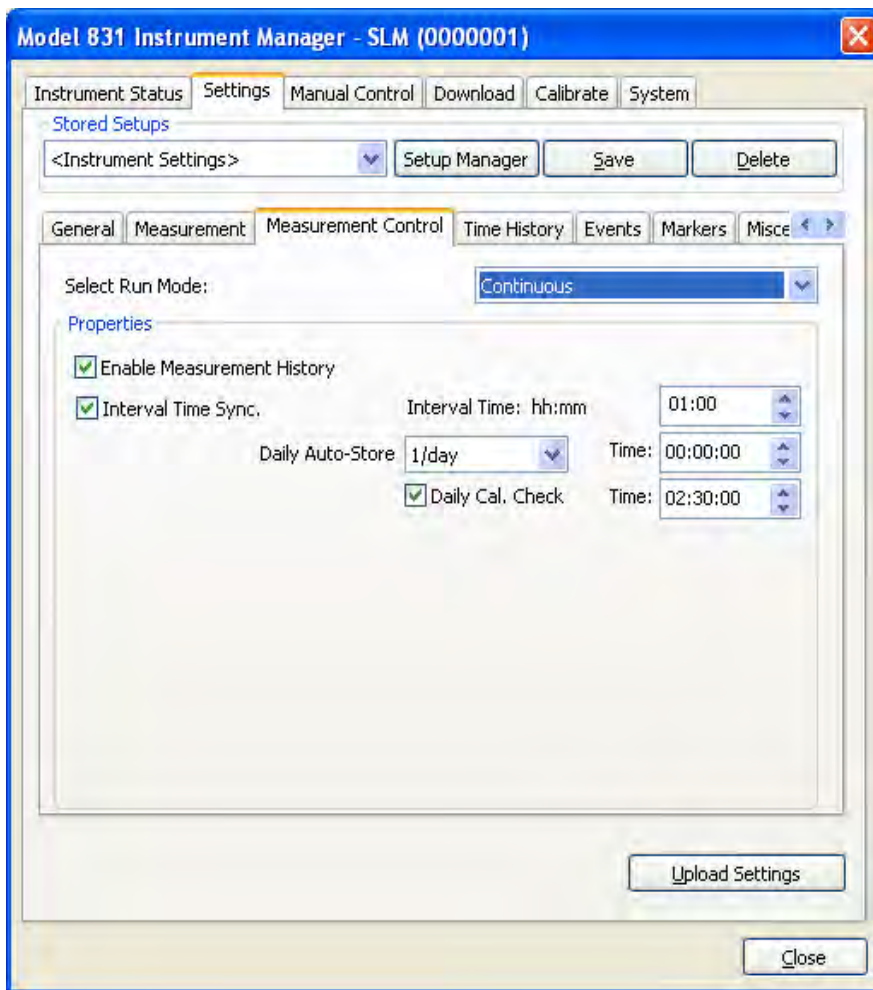 Model 831 Instrument Manager - SLM (0000001)
Instrument Status Settings Manual Control Download Calibrate System
Stored Setups
<Instrument Settings> Setup Manager Save Delete
General Measurement Measurement Control Time History Events Markers Misce
Select Run Mode: Continuous
Properties
Enable Measurement History
Interval Time Sync. Interval Time: hh:mm 01:00
Daily Auto-Store 1/day Time: 00:00:00
Daily Cal. Check Time: 02:30:00
Upload Settings
Close